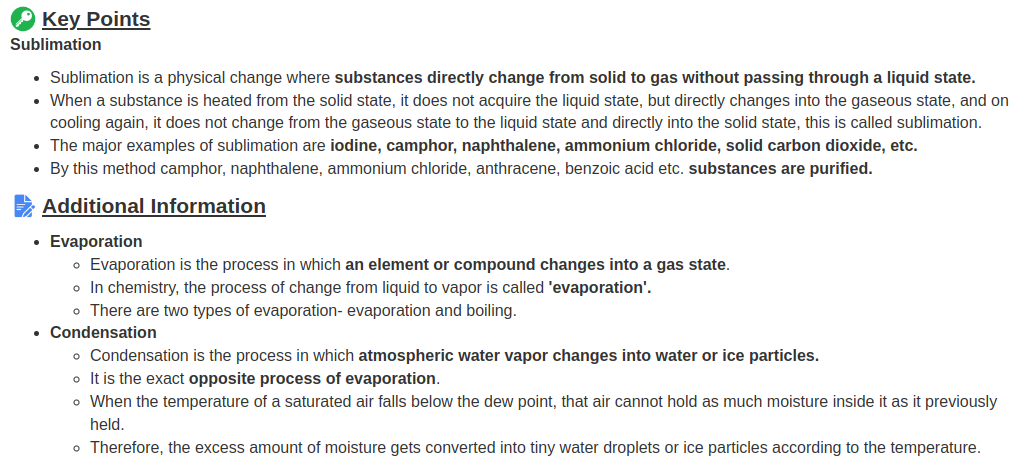 Key Points
Sublimation
• Sublimation is a physical change where substances directly change from solid to gas without passing through a liquid state.
• When a substance is heated from the solid state, it does not acquire the liquid state, but directly changes into the gaseous state, and on
cooling again, it does not change from the gaseous state to the liquid state and directly into the solid state, this is called sublimation.
• The major examples of sublimation are iodine, camphor, naphthalene, ammonium chloride, solid carbon dioxide, etc.
• By this method camphor, naphthalene, ammonium chloride, anthracene, benzoic acid etc. substances are purified.
Additional Information
• Evaporation
◦ Evaporation is the process in which an element or compound changes into a gas state.
◦ In chemistry, the process of change from liquid to vapor is called 'evaporation'.
◦ There are two types of evaporation- evaporation and boiling.
• Condensation
◦ Condensation is the process in which atmospheric water vapor changes into water or ice particles.
◦ It is the exact opposite process of evaporation.
◦ When the temperature of a saturated air falls below the dew point, that air cannot hold as much moisture inside it as it previously
held.
◦ Therefore, the excess amount of moisture gets converted into tiny water droplets or ice particles according to the temperature.